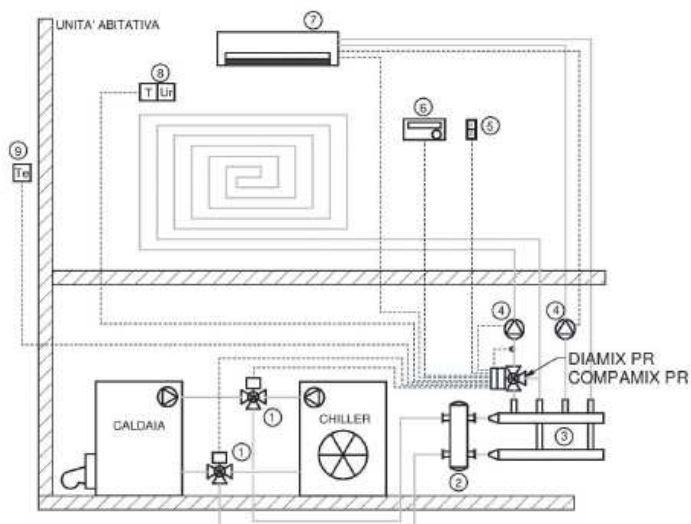 UNITA' ABITATIVA
7
8
T Ur
6
5
9
Te
4
4
DIAMIX PR
COMPAMIX PR
CALDAIA
1
CHILLER
1
3
2